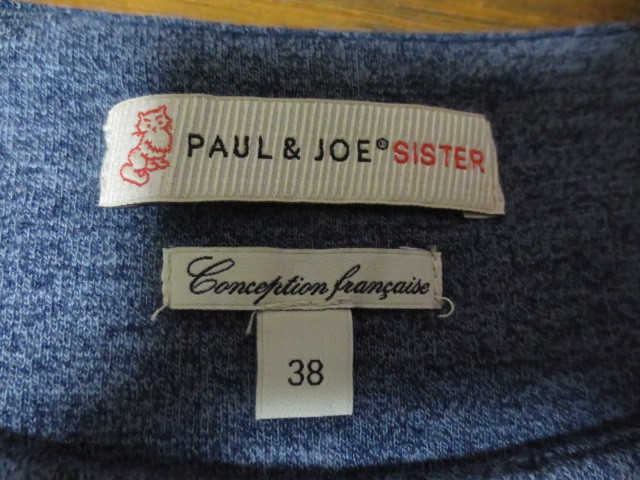 PAUL & JOE® SISTER
Conception française
38